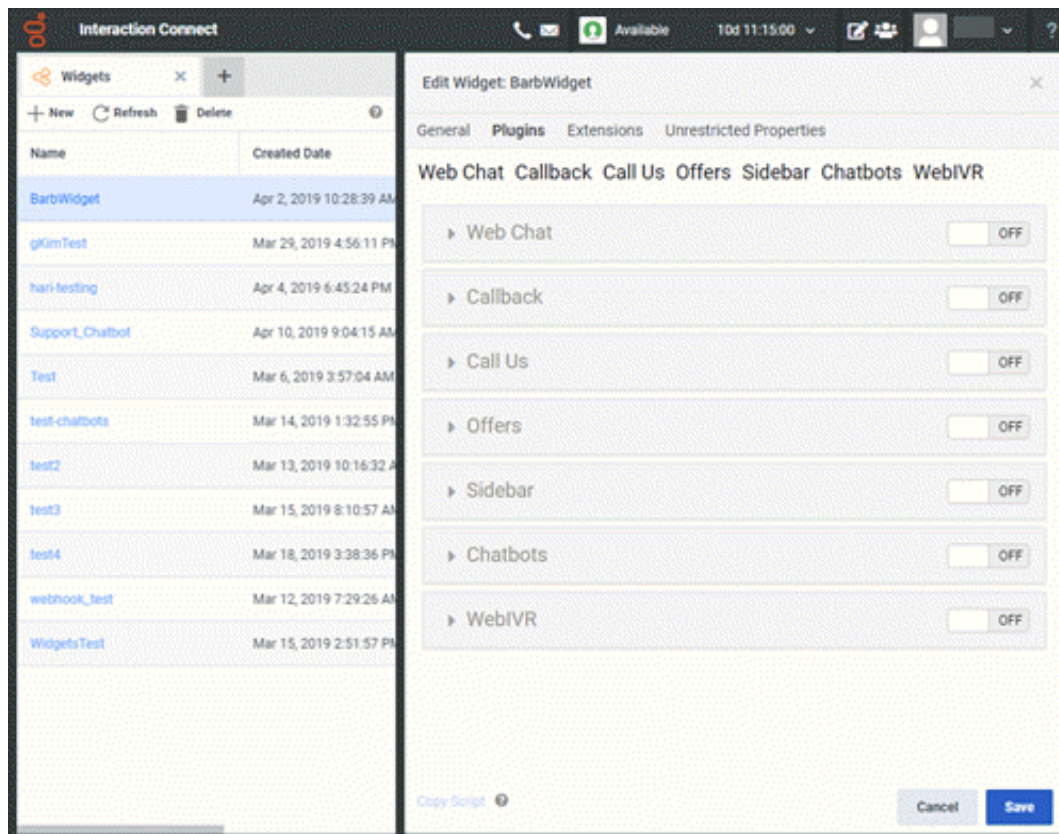 Interaction Connect
Available 10d 11:15:00 ?
Widgets
New Refresh Delete
Name Created Date
BarbWidget Apr 2, 2019 10:28:39 AM
gKimTest Mar 29, 2019 4:56:11 PM
hari-testing Apr 4, 2019 6:45:24 PM
Support_Chatbot Apr 10, 2019 9:04:15 AM
Test Mar 6, 2019 3:57:04 AM
test-chatbots Mar 14, 2019 1:32:55 PM
test2 Mar 13, 2019 10:16:32 A
test3 Mar 15, 2019 8:10:57 AM
test4 Mar 18, 2019 3:38:36 PM
webhook_test Mar 12, 2019 7:29:26 AM
WidgetsTest Mar 15, 2019 2:51:57 PM
Edit Widget: BarbWidget
General Plugins Extensions Unrestricted Properties
Web Chat Callback Call Us Offers Sidebar Chatbots WebIVR
Web Chat OFF
Callback OFF
Call Us OFF
Offers OFF
Sidebar OFF
Chatbots OFF
WebIVR OFF
Copy Script ?
Cancel Save